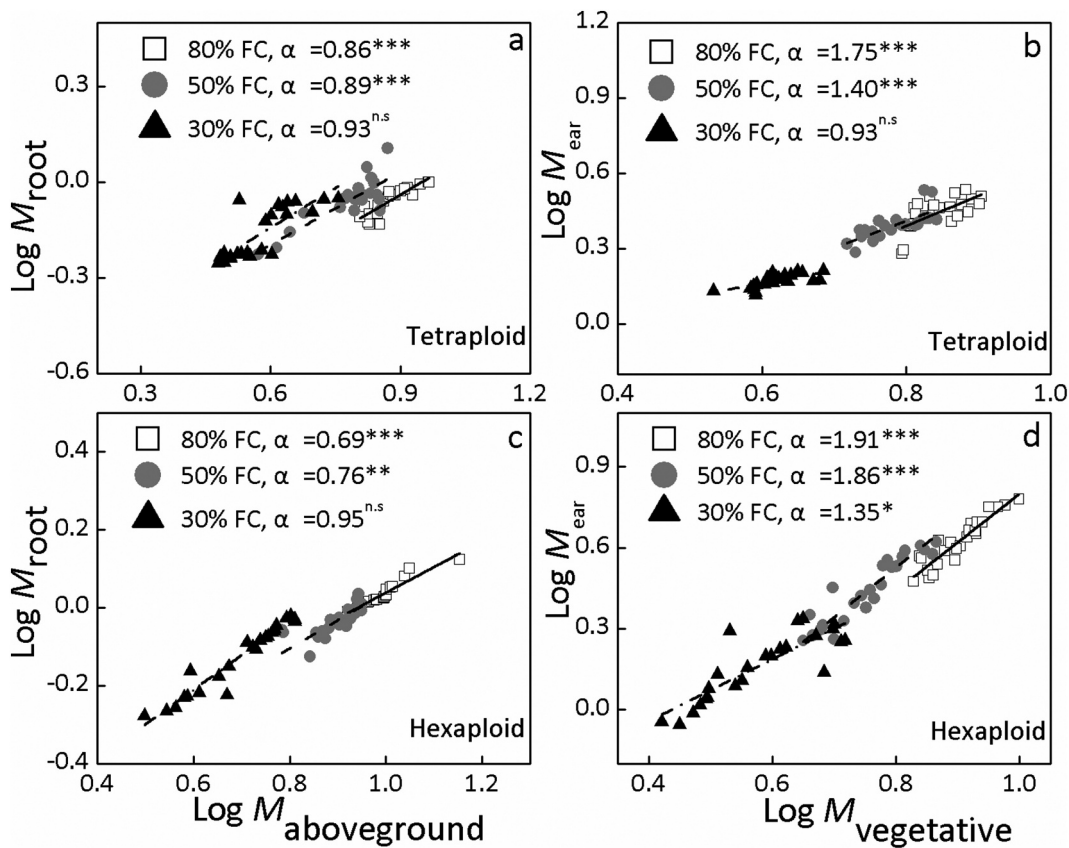 a
80% FC, α =0.86***
50% FC, α =0.89***
30% FC, α =0.93n.s
Log Mroot
0.3
0.0
-0.3
-0.6
Tetraploid
0.3 0.6 0.9 1.2
b
80% FC, α =1.75***
50% FC, α =1.40***
30% FC, α =0.93n.s
Log Mear
1.2
0.9
0.6
0.3
0.0
Tetraploid
0.4 0.6 0.8 1.0
c
80% FC, α =0.69***
50% FC, α =0.76**
30% FC, α =0.95n.s
Log Mroot
0.4
0.2
0.0
-0.2
-0.4
Hexaploid
0.4 0.6 0.8 1.0 1.2
Log Maboveground
d
80% FC, α =1.91***
50% FC, α =1.86***
30% FC, α =1.35*
Log Mear
0.9
0.6
0.3
0.0
Hexaploid
0.4 0.6 0.8 1.0
Log Mvegetative